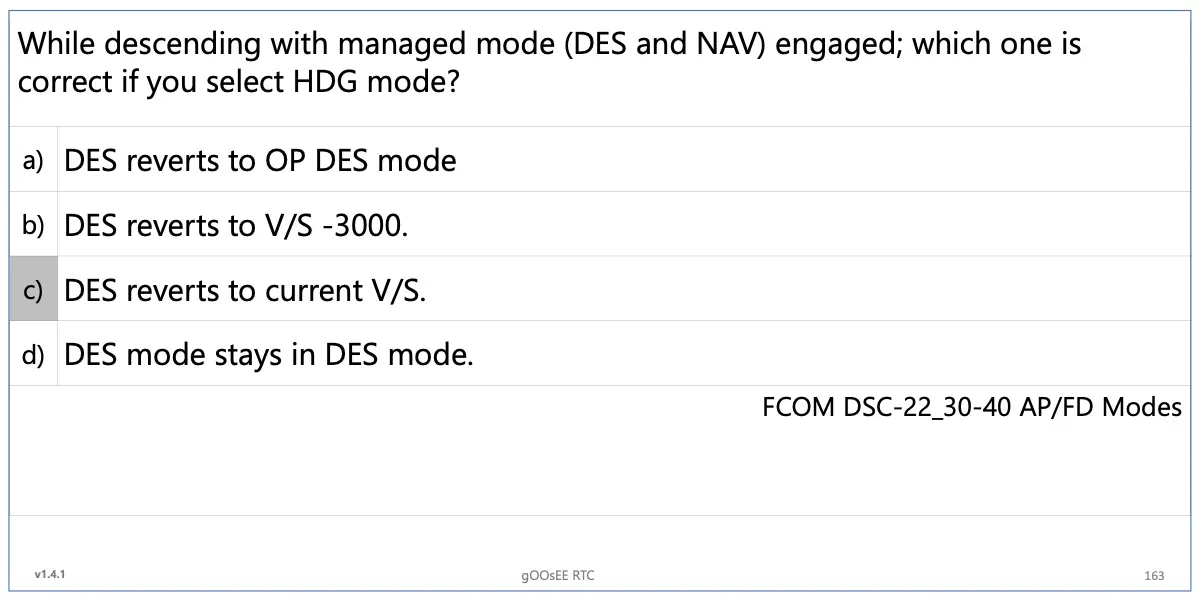 While descending with managed mode (DES and NAV) engaged; which one is
correct if you select HDG mode?
a) DES reverts to OP DES mode
b) DES reverts to V/S -3000.
c) DES reverts to current V/S.
d) DES mode stays in DES mode.
FCOM DSC-22_30-40 AP/FD Modes
v1.4.1 gOOsEE RTC 163